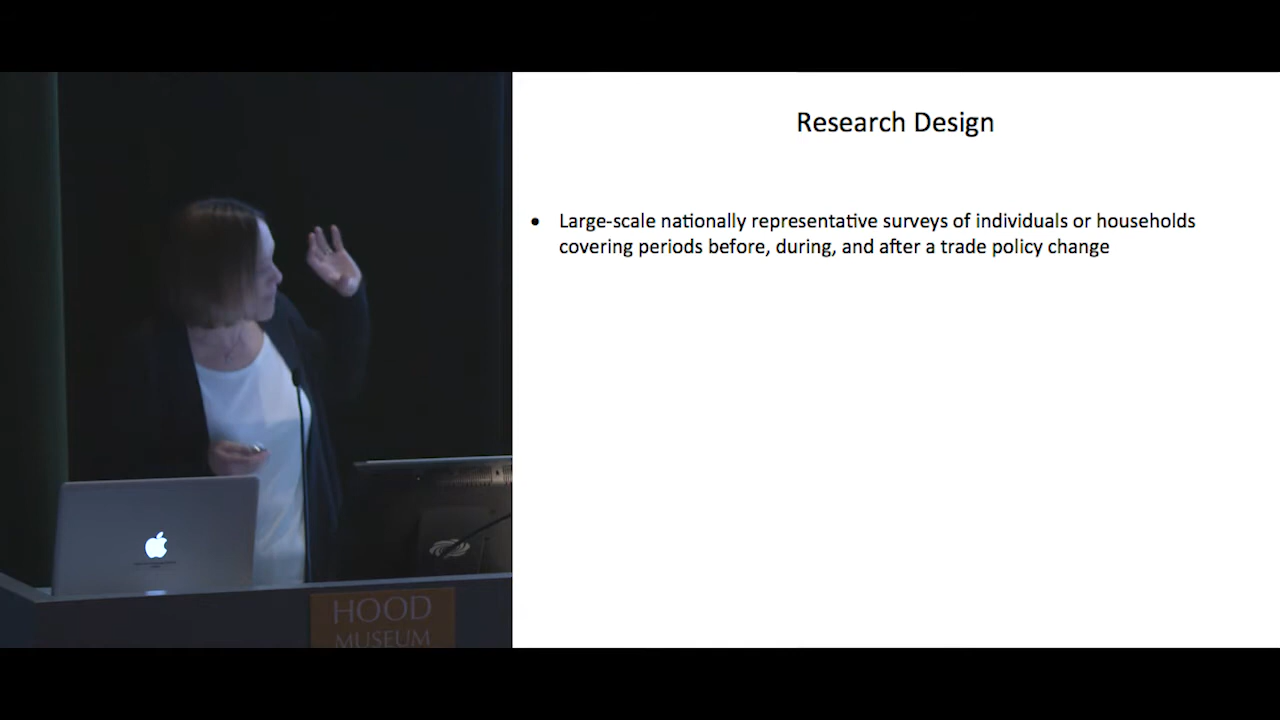 Research Design
• Large-scale nationally representative surveys of individuals or households
covering periods before, during, and after a trade policy change
HOOD
MUSEUM